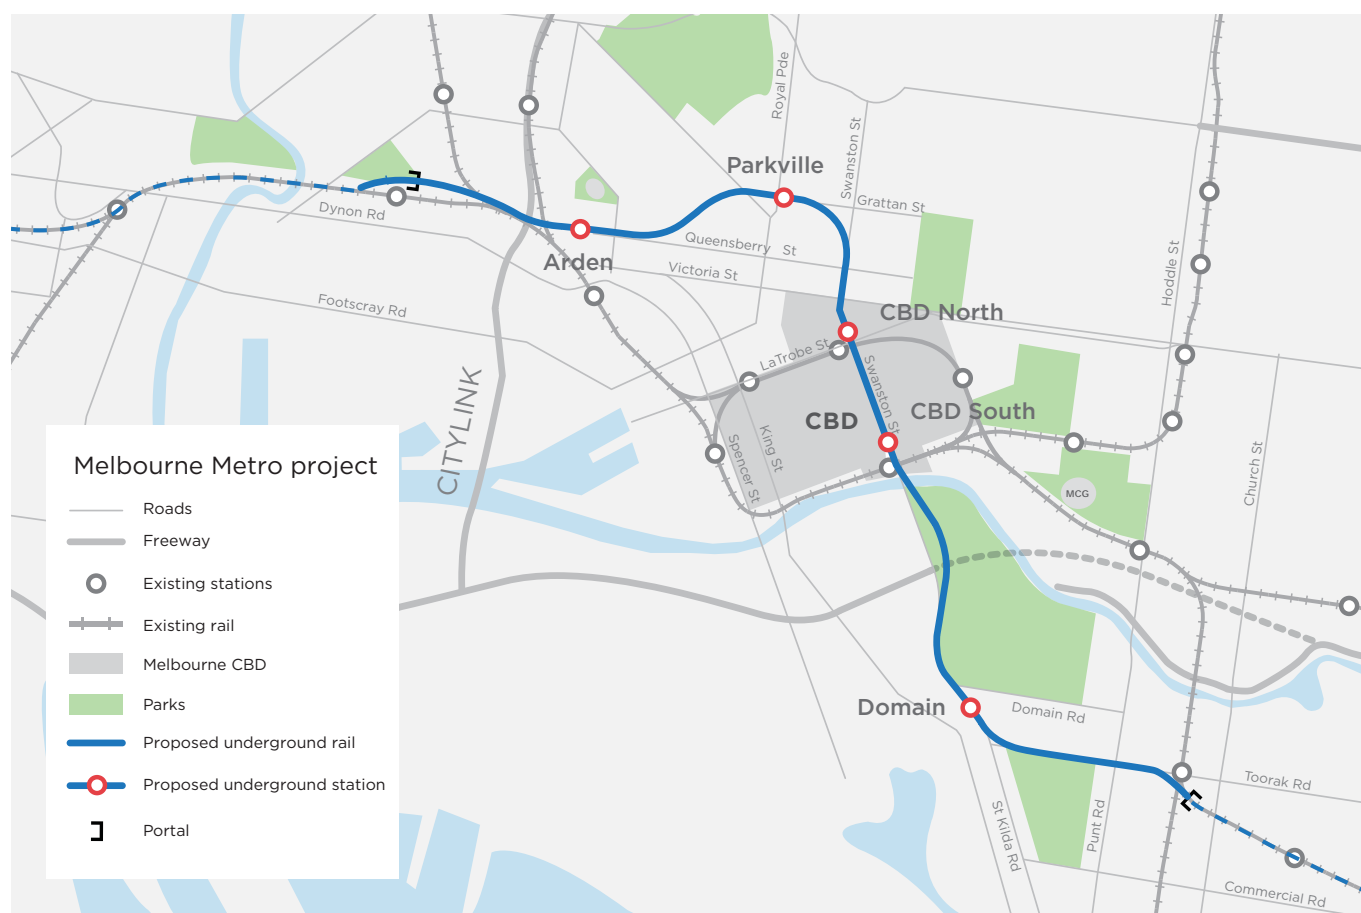 Royal Pde
Swanston St
Parkville
Grattan St
Dynon Rd
Queensberry St
Arden
Victoria St
Hoddle St
Footscray Rd
CBD North
LaTrobe St
Swanston St
CITYLINK
CBD
CBD South
King St
Spencer St
Church St
MCG
Melbourne Metro project
Roads
Freeway
Existing stations
Existing rail
Melbourne CBD
Parks
Proposed underground rail
Proposed underground station
Portal
Domain
Domain Rd
Toorak Rd
St Kilda Rd
Punt Rd
Commercial Rd